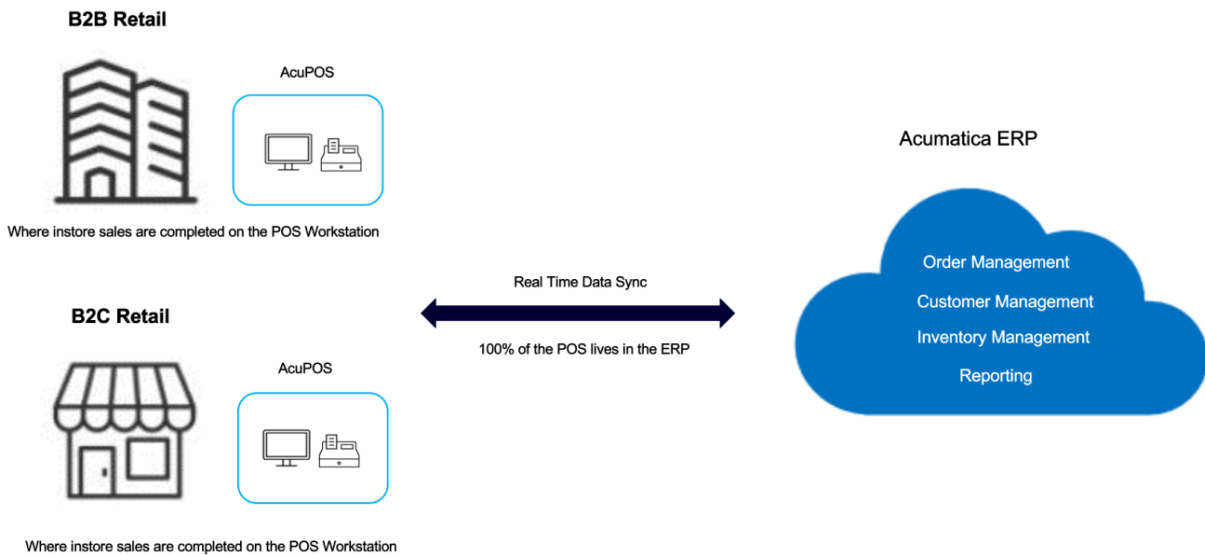 B2B Retail
AcuPOS
Where instore sales are completed on the POS Workstation
B2C Retail
AcuPOS
Where instore sales are completed on the POS Workstation
Real Time Data Sync
100% of the POS lives in the ERP
Acumatica ERP
Order Management
Customer Management
Inventory Management
Reporting